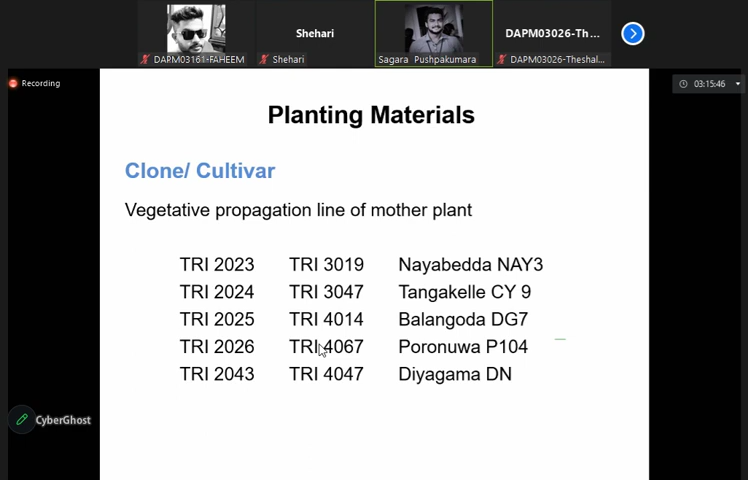 Shehari
DAPM03026-Th...
DARM03161-FAHEEM
Shehari
Sagara Pushpakumara
DAPM03026-Theshal...
Recording
03:15:46
Planting Materials
Clone/ Cultivar
Vegetative propagation line of mother plant
TRI 2023 TRI 3019 Nayabedda NAY3
TRI 2024 TRI 3047 Tangakelle CY 9
TRI 2025 TRI 4014 Balangoda DG7
TRI 2026 TRI 4067 Poronuwa P104
TRI 2043 TRI 4047 Diyagama DN
CyberGhost